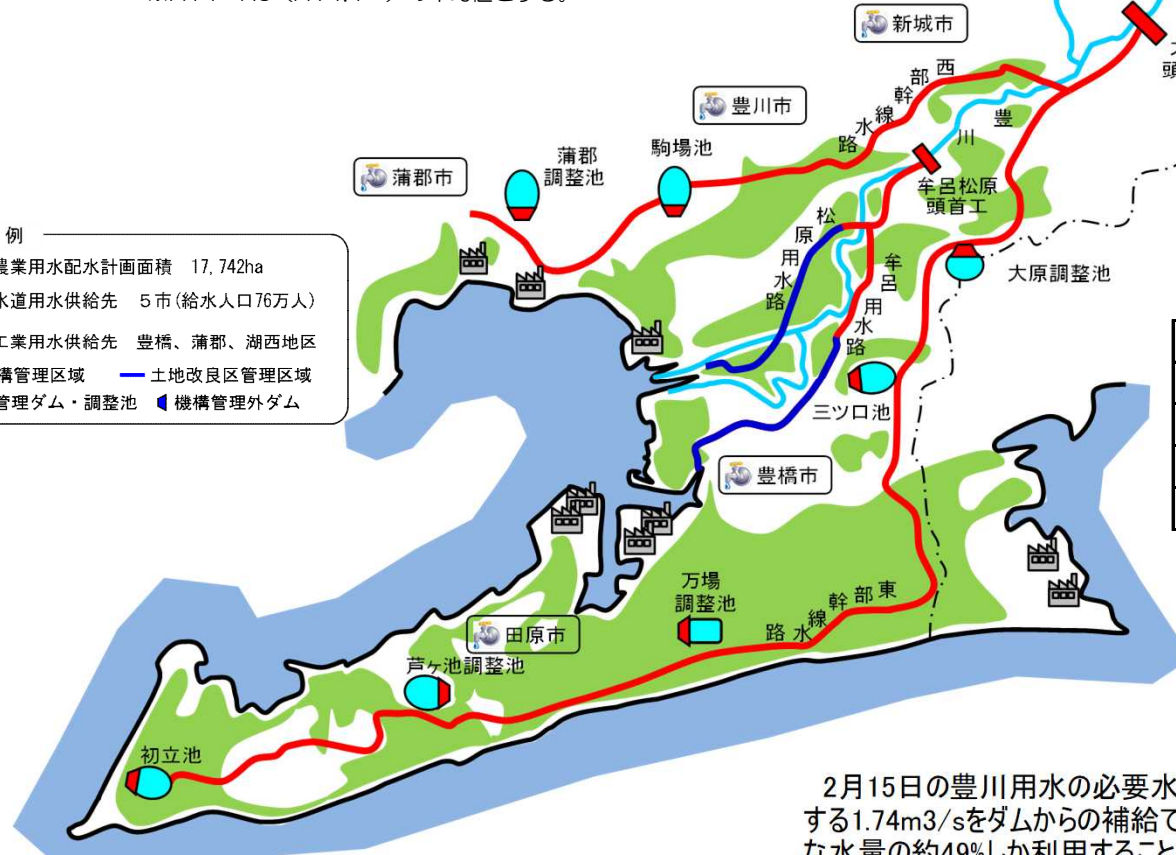 新城市
豊川市
蒲郡市
蒲郡
調整池
駒場池
西部幹線水路
豊川
牟呂松原
頭首工
大原調整池
松原用水路
牟呂用水路
三ツ口池
豊橋市
例
農業用水配水計画面積 17,742ha
水道用水供給先 5市(給水人口76万人)
工業用水供給先 豊橋、蒲郡、湖西地区
構管理区域 土地改良区管理区域
管理ダム・調整池 機構管理外ダム
万場
調整池
東部幹線水路
田原市
芦ヶ池調整池
初立池
2月15日の豊川用水の必要水
する1.74m3/sをダムからの補給で
な水量の約49%しか利用すること